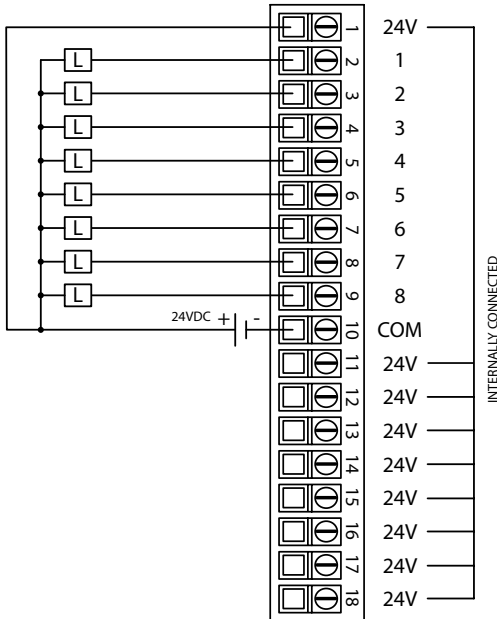 1 24V
L 2 1
L 3 2
L 4 3
L 5 4
L 6 5
L 7 6
L 8 7
L 9 8
24VDC + - 10 COM
11 24V
12 24V
13 24V
14 24V
15 24V
16 24V
17 24V
18 24V
INTERNALLY CONNECTED